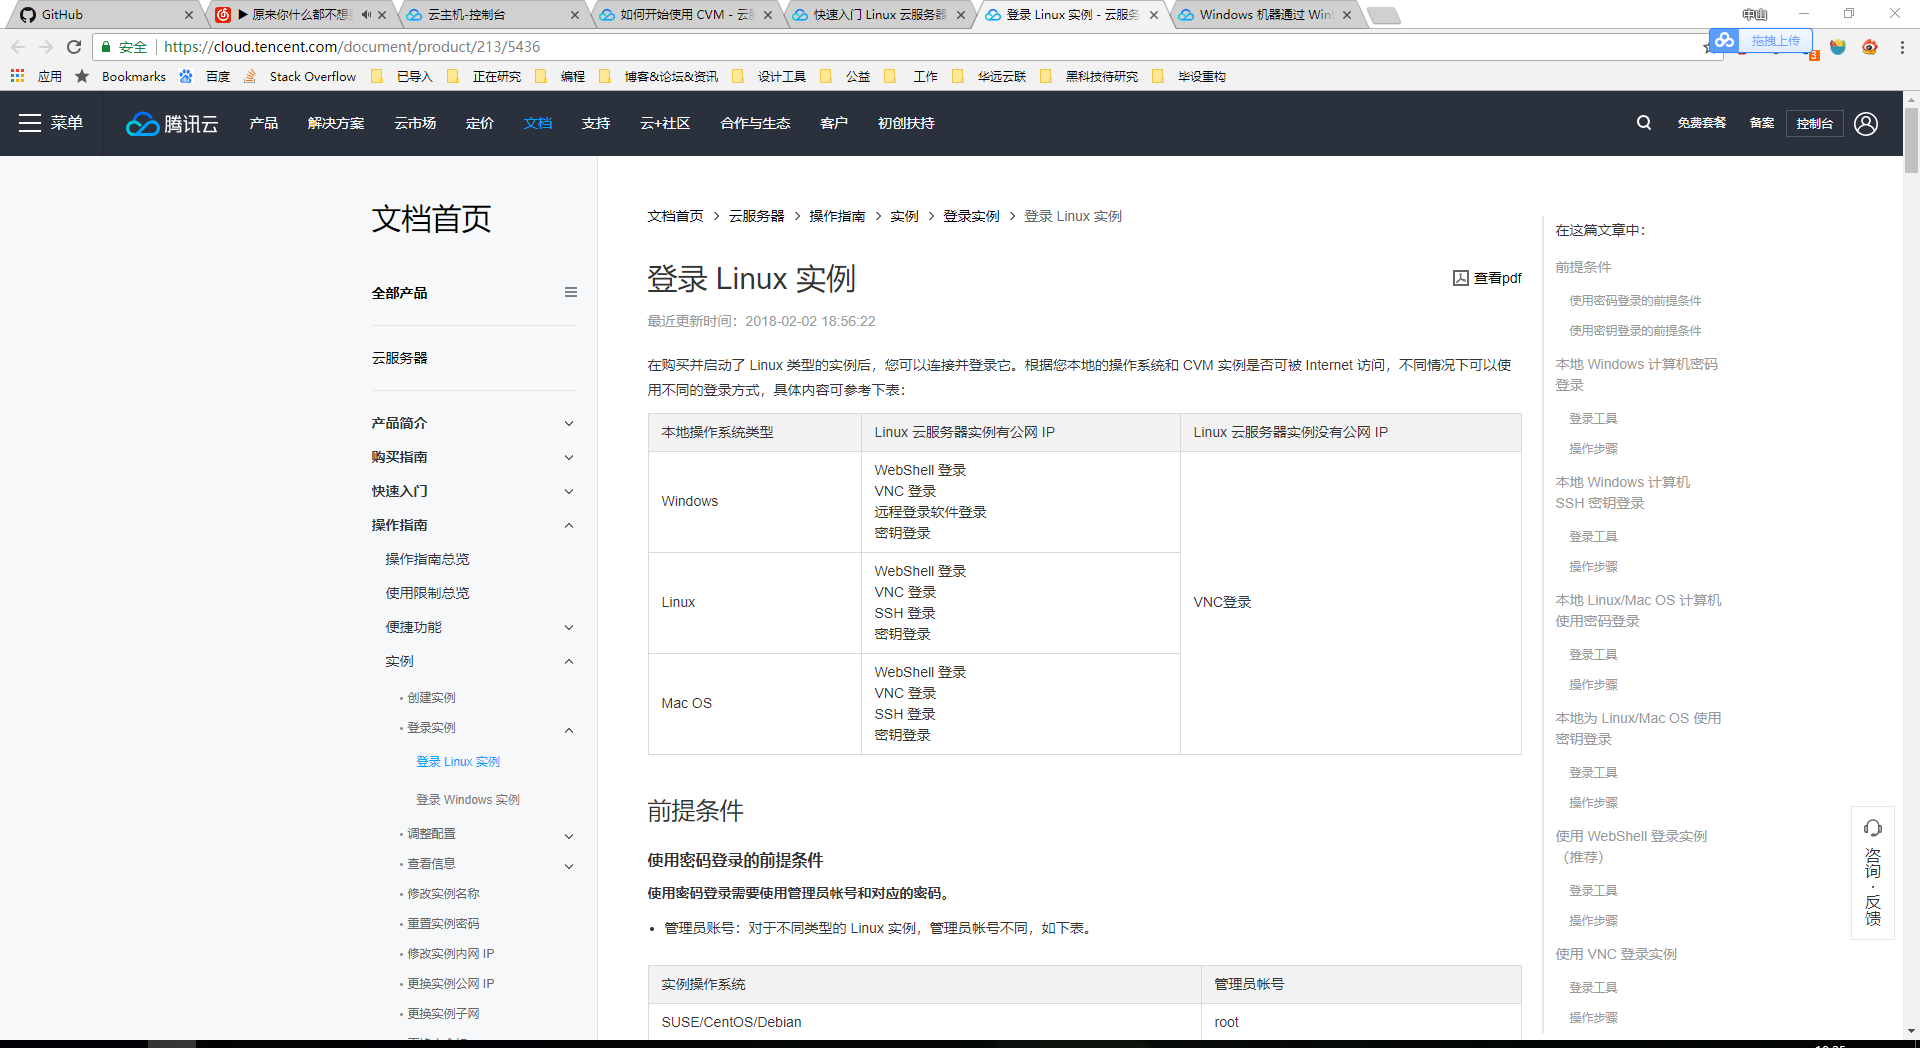 GitHub
▶ 原来你什么都不想
云主机-控制台
如何开始使用 CVM - 云
快速入门 Linux 云服务器
登录 Linux 实例 - 云服务
Windows 机器通过 Win
中山
安全
https://cloud.tencent.com/document/product/213/5436
拖拽上传
3
应用
Bookmarks
百度
Stack Overflow
已导入
正在研究
编程
博客&论坛&资讯
设计工具
公益
工作
华远云联
黑科技待研究
毕设重构
菜单
腾讯云
产品
解决方案
云市场
定价
文档
支持
云+社区
合作与生态
客户
初创扶持
免费套餐
备案
控制台
文档首页
全部产品
云服务器
产品简介
购买指南
快速入门
操作指南
操作指南总览
使用限制总览
便捷功能
实例
• 创建实例
• 登录实例
登录 Linux 实例
登录 Windows 实例
• 调整配置
• 查看信息
• 修改实例名称
• 重置实例密码
• 修改实例内网 IP
• 更换实例公网 IP
• 更换实例子网
文档首页 > 云服务器 > 操作指南 > 实例 > 登录实例 > 登录 Linux 实例
登录 Linux 实例
查看pdf
最近更新时间：2018-02-02 18:56:22
在购买并启动了 Linux 类型的实例后，您可以连接并登录它。根据您本地的操作系统和 CVM 实例是否可被 Internet 访问，不同情况下可以使
用不同的登录方式，具体内容可参考下表：
本地操作系统类型
Linux 云服务器实例有公网 IP
Linux 云服务器实例没有公网 IP
Windows
WebShell 登录
VNC 登录
远程登录软件登录
密钥登录
Linux
WebShell 登录
VNC 登录
SSH 登录
密钥登录
VNC登录
Mac OS
WebShell 登录
VNC 登录
SSH 登录
密钥登录
前提条件
使用密码登录的前提条件
使用密码登录需要使用管理员帐号和对应的密码。
• 管理员账号：对于不同类型的 Linux 实例，管理员帐号不同，如下表。
实例操作系统
管理员帐号
SUSE/CentOS/Debian
root
在这篇文章中：
前提条件
使用密码登录的前提条件
使用密钥登录的前提条件
本地 Windows 计算机密码
登录
登录工具
操作步骤
本地 Windows 计算机
SSH 密钥登录
登录工具
操作步骤
本地 Linux/Mac OS 计算机
使用密码登录
登录工具
操作步骤
本地为 Linux/Mac OS 使用
密钥登录
登录工具
操作步骤
使用 WebShell 登录实例
（推荐）
登录工具
操作步骤
使用 VNC 登录实例
登录工具
操作步骤
咨询·反馈